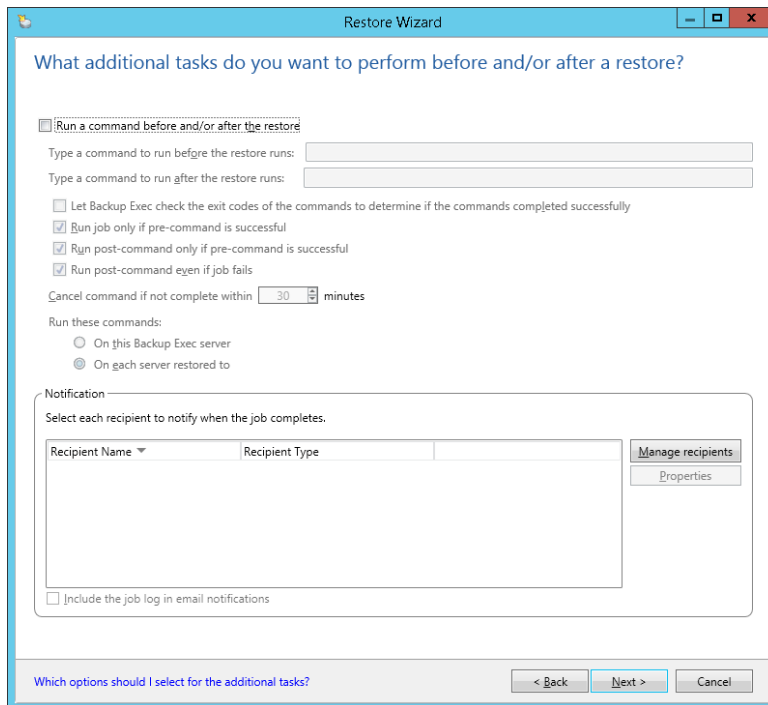 Restore Wizard
What additional tasks do you want to perform before and/or after a restore?
Run a command before and/or after the restore
Type a command to run before the restore runs:
Type a command to run after the restore runs:
Let Backup Exec check the exit codes of the commands to determine if the commands completed successfully
Run job only if pre-command is successful
Run post-command only if pre-command is successful
Run post-command even if job fails
Cancel command if not complete within 30 minutes
Run these commands:
On this Backup Exec server
On each server restored to
Notification
Select each recipient to notify when the job completes.
Recipient Name Recipient Type
Manage recipients
Properties
Include the job log in email notifications
Which options should I select for the additional tasks? < Back Next > Cancel